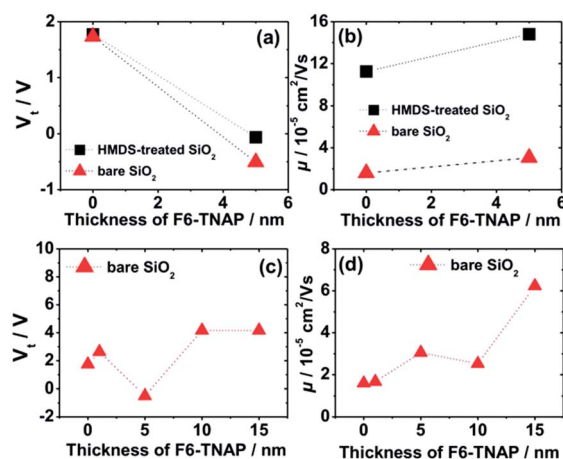 (a)
2
1
0
-1
V_t / V
HMDS-treated SiO₂
bare SiO₂
0 2 4 6
Thickness of F6-TNAP / nm
(b)
16
12
8
4
0
μ / 10⁻⁵ cm²/Vs
HMDS-treated SiO₂
bare SiO₂
0 2 4 6
Thickness of F6-TNAP / nm
(c)
bare SiO₂
10
8
6
4
2
0
-2
V_t / V
0 5 10 15
Thickness of F6-TNAP / nm
(d)
bare SiO₂
8
6
4
2
0
μ / 10⁻⁵ cm²/Vs
0 5 10 15
Thickness of F6-TNAP / nm